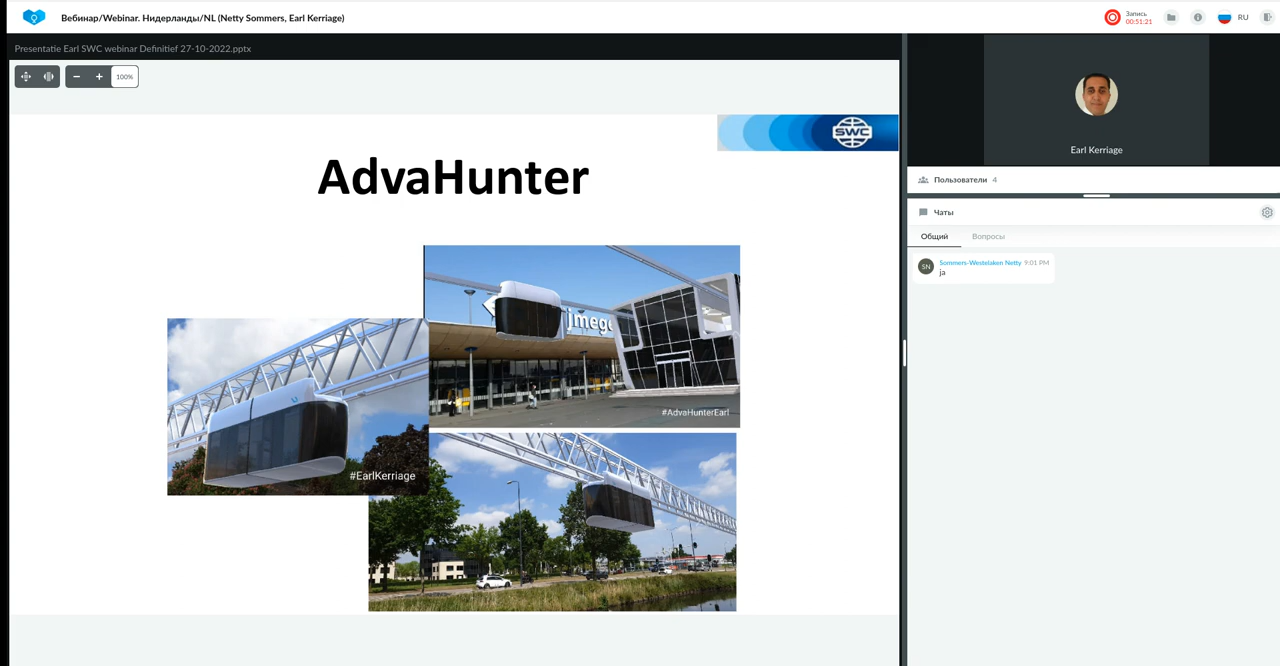 Вебинар/Webinar. Нидерланды/NL (Netty Sommers, Earl Kerriage)
Запись
00:51:21
RU
Presentatie Earl SWC webinar Definitief 27-10-2022.pptx
100%
SWC
AdvaHunter
jmege
#AdvaHunterEarl
#EarlKerriage
Earl Kerriage
Пользователи 4
Чаты
Общий
Вопросы
SN
Sommers-Westelaken Netty 9:01 PM
ja